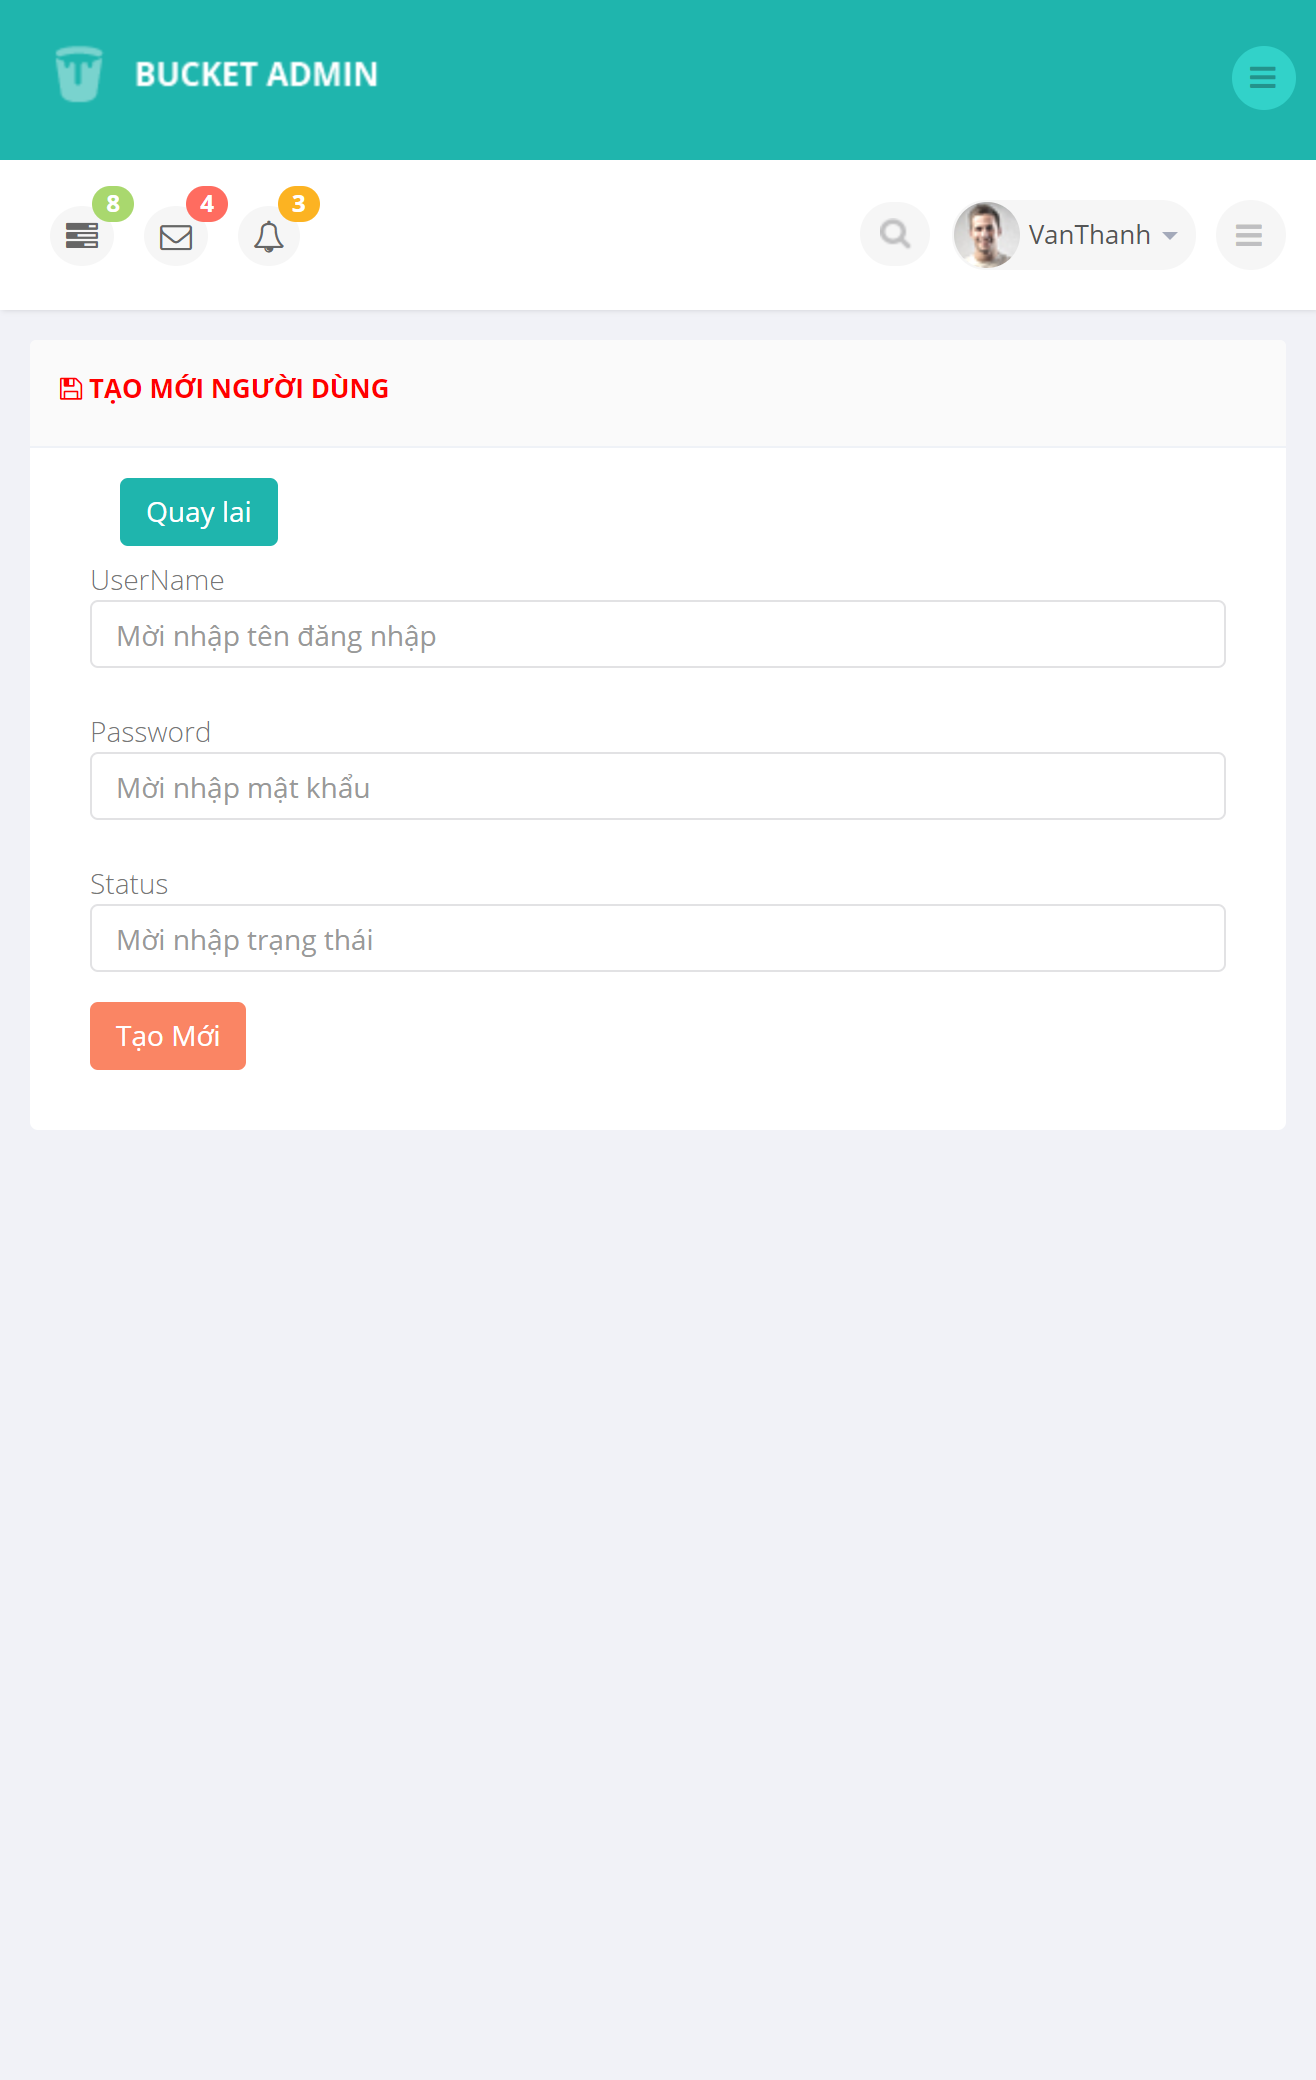 BUCKET ADMIN
8
4
3
VanThanh
TẠO MỚI NGƯỜI DÙNG
Quay lai
UserName
Mời nhập tên đăng nhập
Password
Mời nhập mật khẩu
Status
Mời nhập trạng thái
Tạo Mới